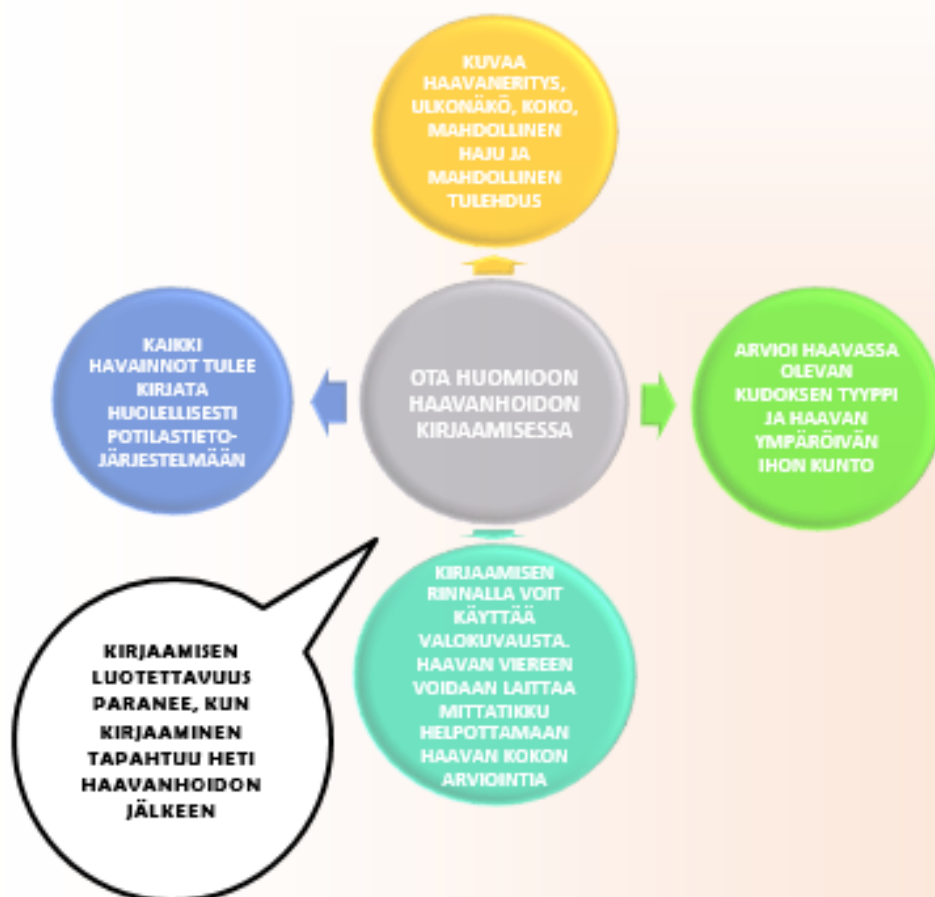 KUVAA
HAAVANERITYS,
ULKONÄKÖ, KOKO,
MAHDOLLINEN
HAJU JA
MAHDOLLINEN
TULEHDUS
KAIKKI
HAVAINNOT TULEE
KIRJATA
HUOLELLISESTI
POTILASTIETO-
JÄRJESTELMÄÄN
OTA HUOMIOON
HAAVANHOIDON
KIRJAAMISESSA
ARVIOI HAAVASSA
OLEVAN
KUDOKSEN TYYPPI
JA HAAVAN
YMPÄRÖIVÄN
IHON KUNTO
KIRJAAMISEN
RINNALLA VOIT
KÄYTTÄÄ
VALOKUVAUSTA.
HAAVAN VIEREEN
VOIDAAN LAITTAA
MITTATIKKU
HELPOTTAMAAN
HAAVAN KOKON
ARVIOINTIA
KIRJAAMISEN
LUOTETTAVUUS
PARANEE, KUN
KIRJAAMINEN
TAPAHTUU HETI
HAAVANHOIDON
JÄLKEEN